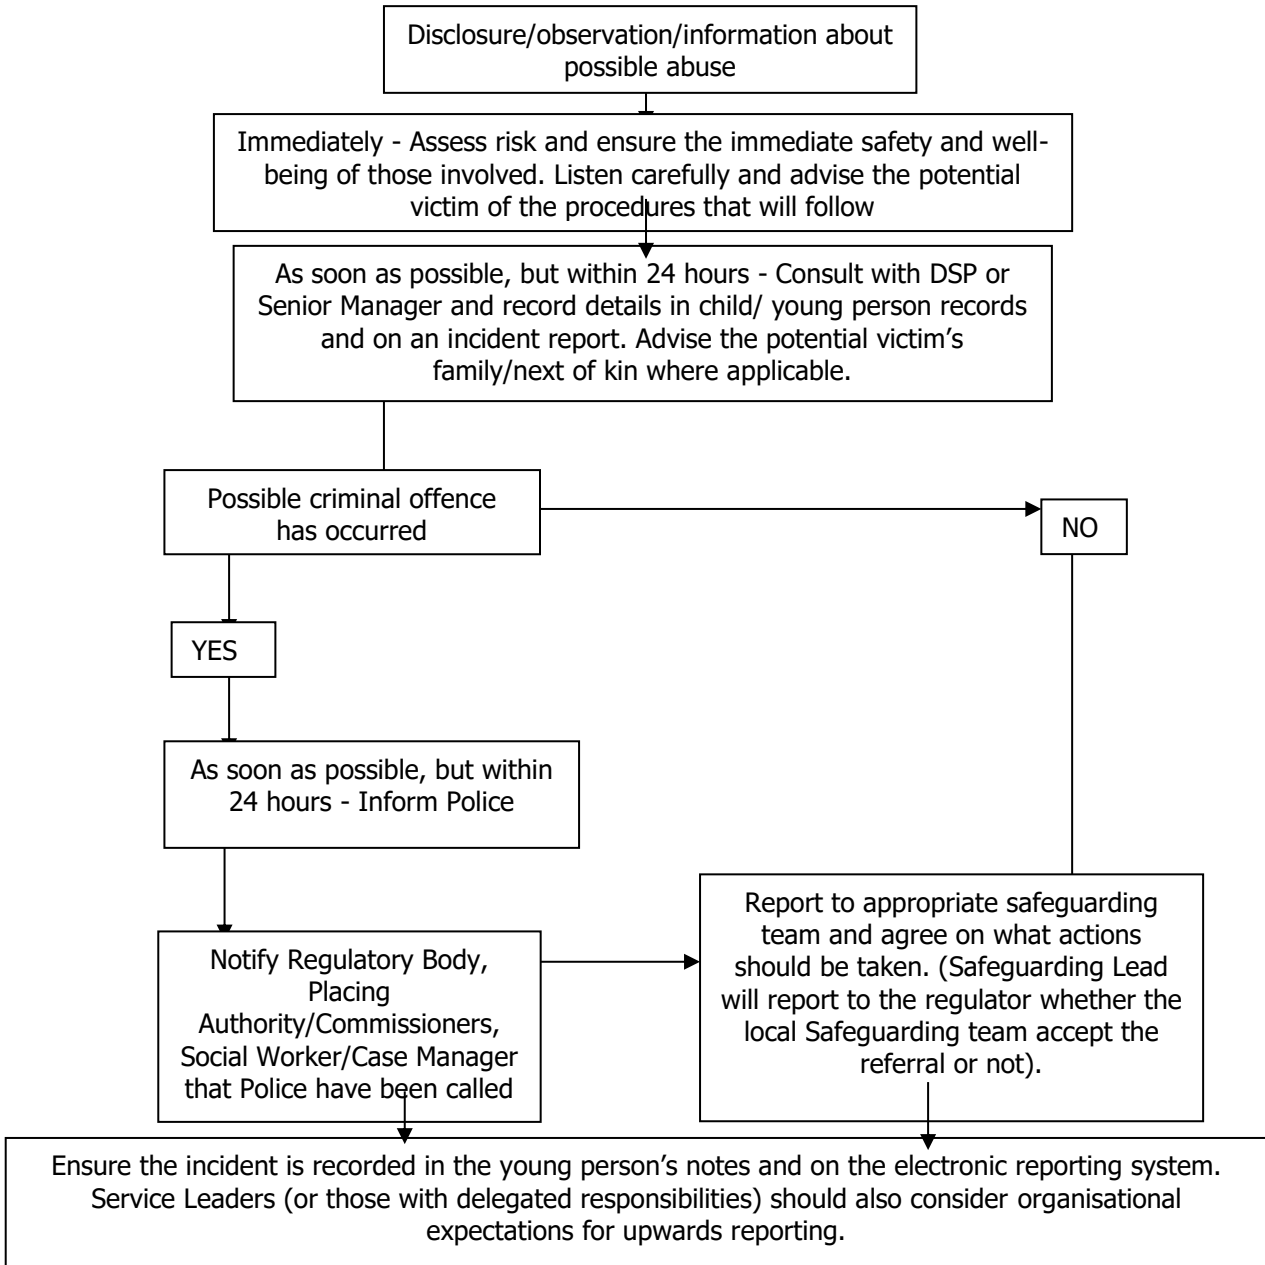 Disclosure/observation/information about
possible abuse
Immediately - Assess risk and ensure the immediate safety and well-
being of those involved. Listen carefully and advise the potential
victim of the procedures that will follow
As soon as possible, but within 24 hours - Consult with DSP or
Senior Manager and record details in child/ young person records
and on an incident report. Advise the potential victim’s
family/next of kin where applicable.
Possible criminal offence
has occurred
NO
YES
As soon as possible, but within
24 hours - Inform Police
Notify Regulatory Body,
Placing
Authority/Commissioners,
Social Worker/Case Manager
that Police have been called
Report to appropriate safeguarding
team and agree on what actions
should be taken. (Safeguarding Lead
will report to the regulator whether the
local Safeguarding team accept the
referral or not).
Ensure the incident is recorded in the young person’s notes and on the electronic reporting system.
Service Leaders (or those with delegated responsibilities) should also consider organisational
expectations for upwards reporting.